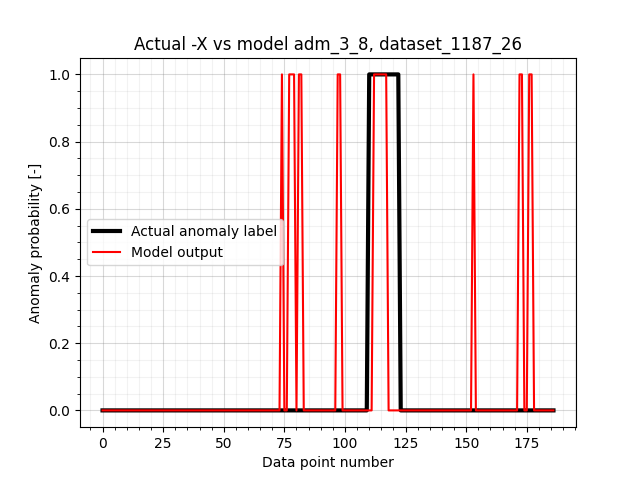 Actual -X vs model adm_3_8, dataset_1187_26
Anomaly probability [-]
1.0
0.8
0.6
0.4
0.2
0.0
Actual anomaly label
Model output
0 25 50 75 100 125 150 175
Data point number